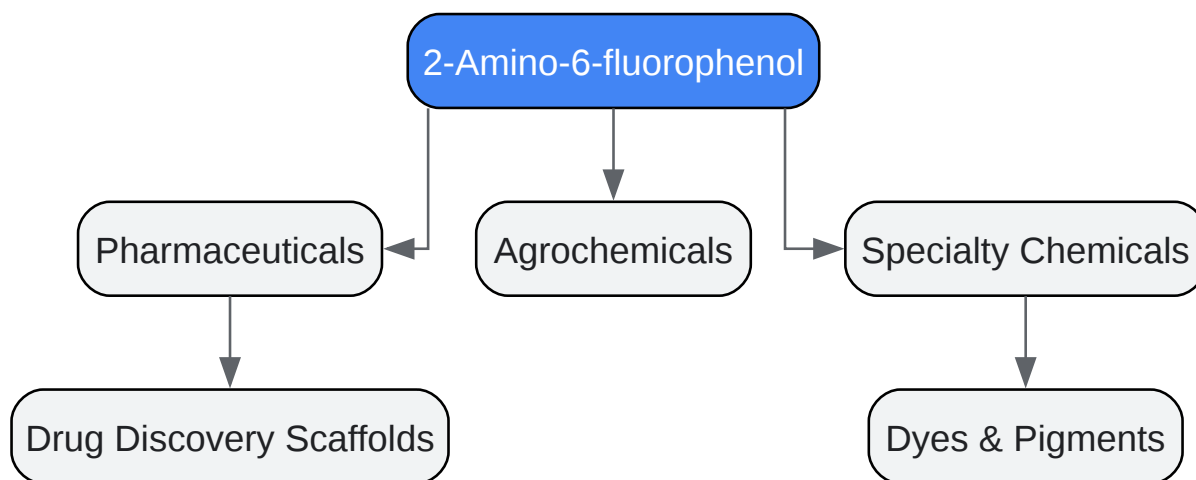 2-Amino-6-fluorophenol
Pharmaceuticals
Agrochemicals
Specialty Chemicals
Drug Discovery Scaffolds
Dyes & Pigments